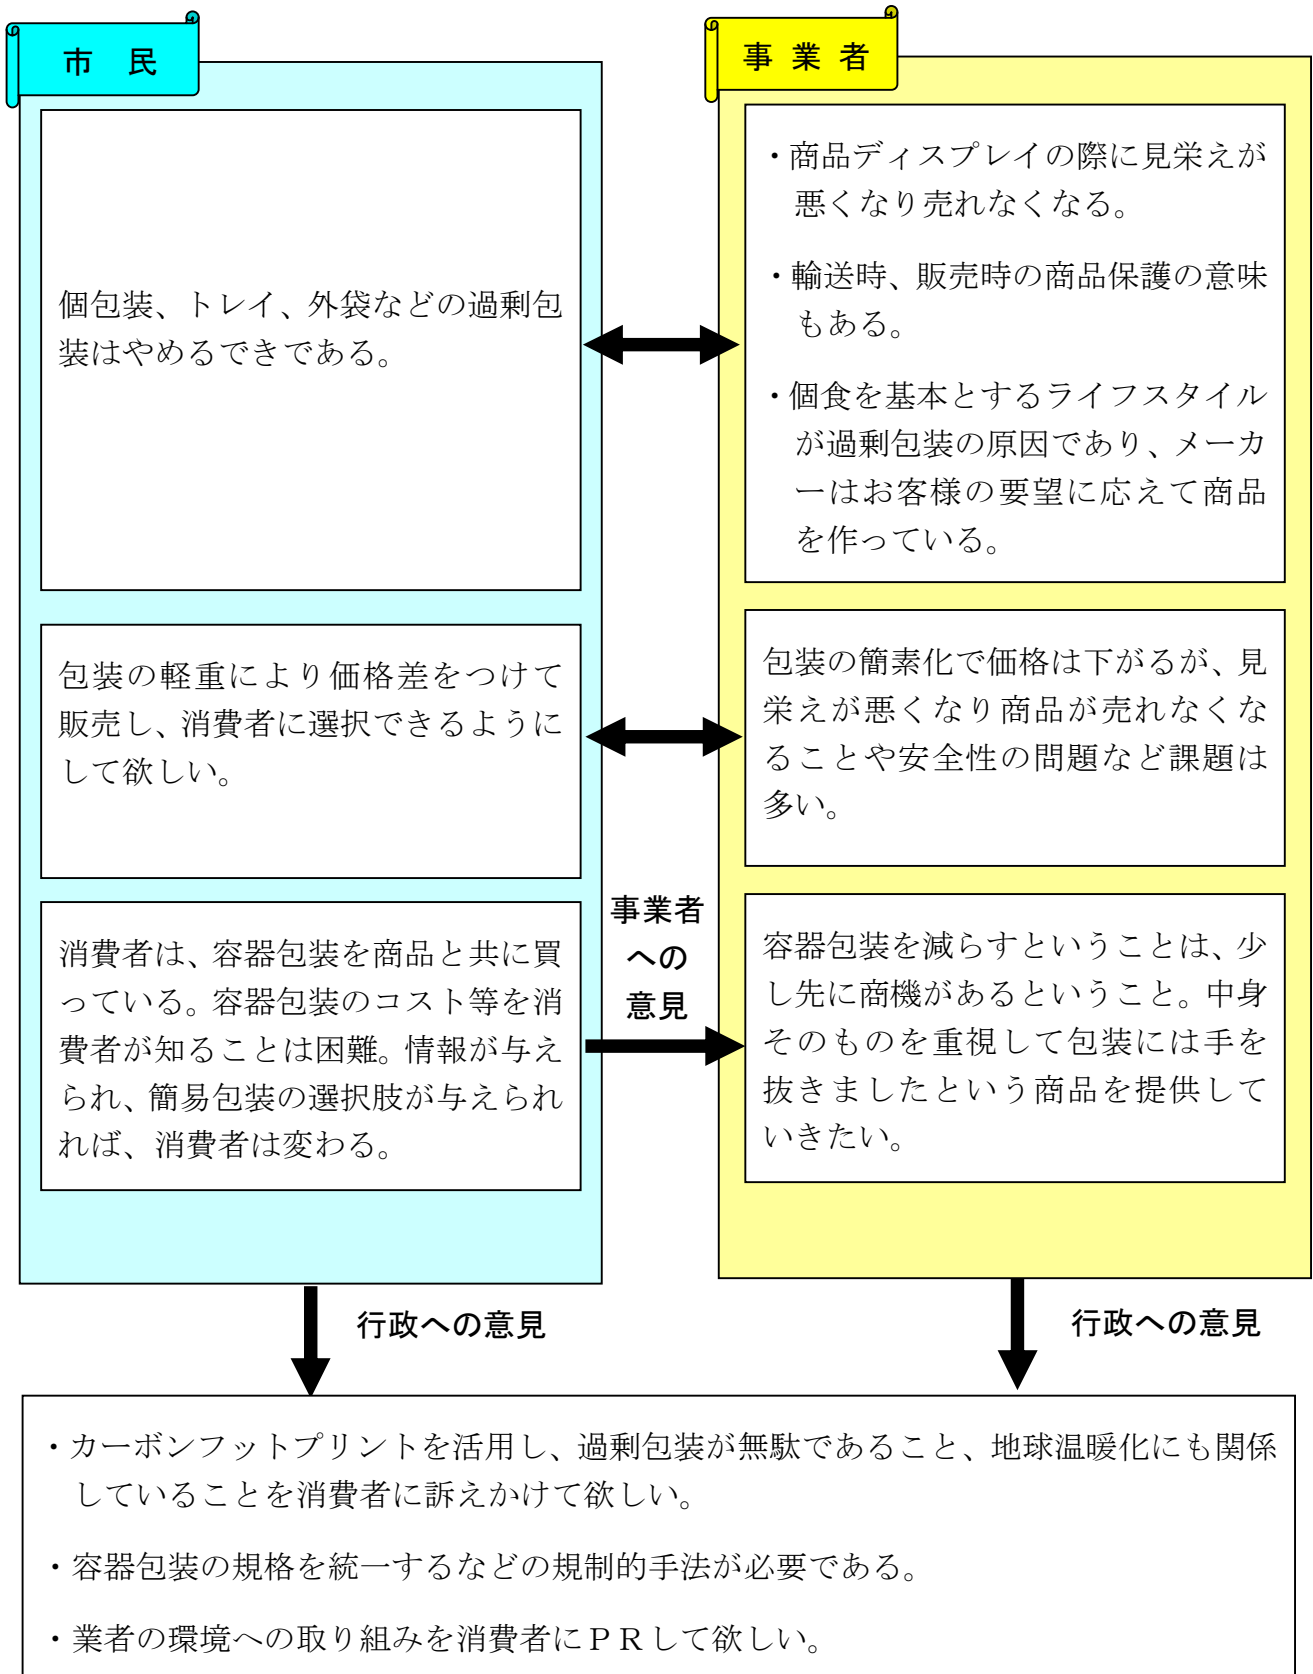 市　民
個包装、トレイ、外袋などの過剰包
装はやめるできである。
包装の軽重により価格差をつけて
販売し、消費者に選択できるように
して欲しい。
消費者は、容器包装を商品と共に買
っている。容器包装のコスト等を消
費者が知ることは困難。情報が与え
られ、簡易包装の選択肢が与えられ
れば、消費者は変わる。
事業者
への
意見
事 業 者
・商品ディスプレイの際に見栄えが
悪くなり売れなくなる。
・輸送時、販売時の商品保護の意味
もある。
・個食を基本とするライフスタイル
が過剰包装の原因であり、メーカ
ーはお客様の要望に応えて商品
を作っている。
包装の簡素化で価格は下がるが、見
栄えが悪くなり商品が売れなくな
ることや安全性の問題など課題は
多い。
容器包装を減らすということは、少
し先に商機があるということ。中身
そのものを重視して包装には手を
抜きましたという商品を提供して
いきたい。
行政への意見
行政への意見
・カーボンフットプリントを活用し、過剰包装が無駄であること、地球温暖化にも関係
していることを消費者に訴えかけて欲しい。
・容器包装の規格を統一するなどの規制的手法が必要である。
・業者の環境への取り組みを消費者にＰＲして欲しい。